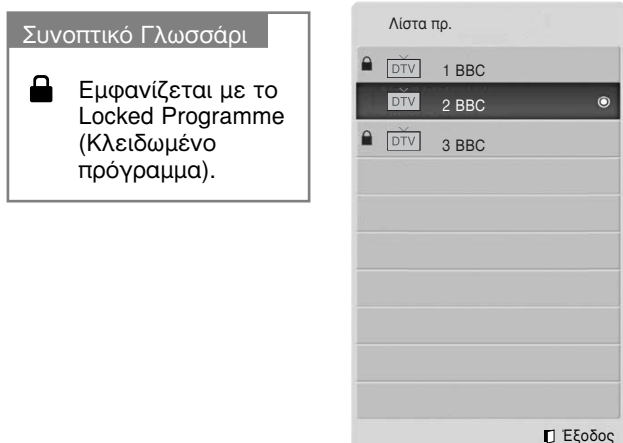 Συνοπτικό Γλωσσάρι
Εμφανίζεται με το
Locked Programme
(Κλειδωμένο
πρόγραμμα).
Λίστα πρ.
DTV 1 BBC
DTV 2 BBC
DTV 3 BBC
Έξοδος